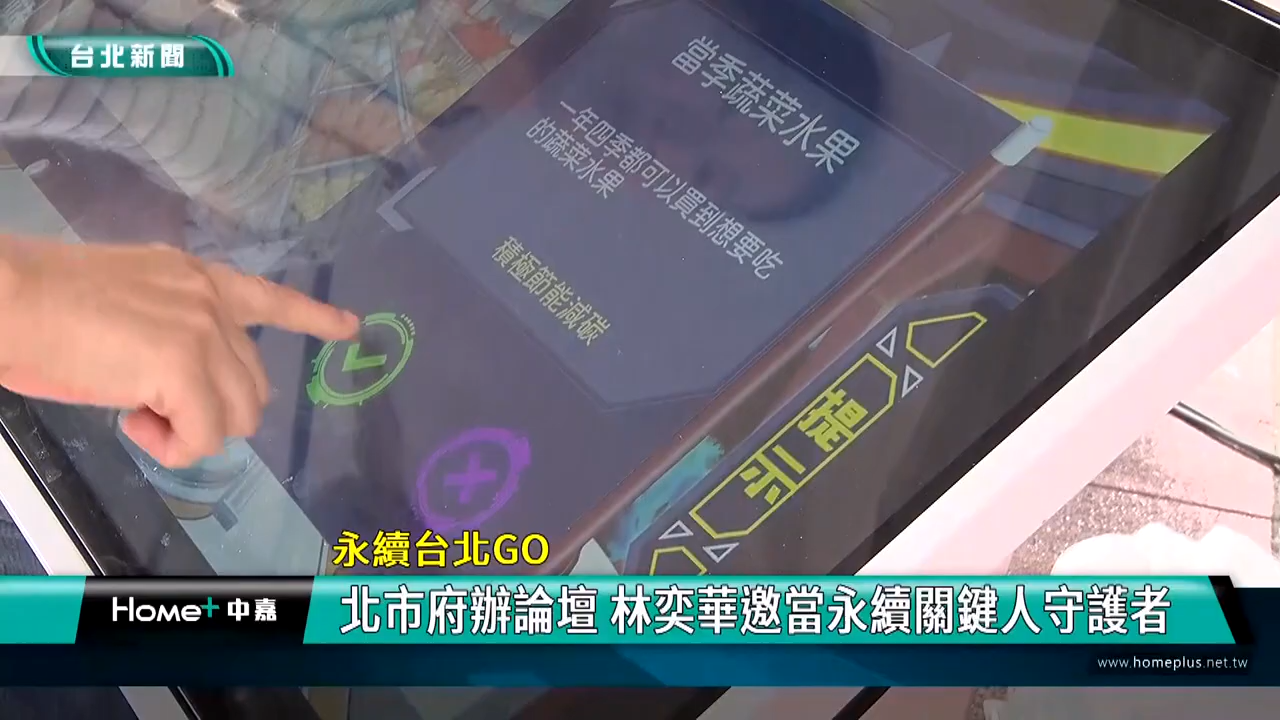 台北新聞
當季蔬菜水果
一年四季都可以買到想要吃
的蔬菜水果
積極節能減碳
提示
永續台北GO
Home+中嘉
北市府辦論壇 林奕華邀當永續關鍵人守護者
www.homeplus.net.tw